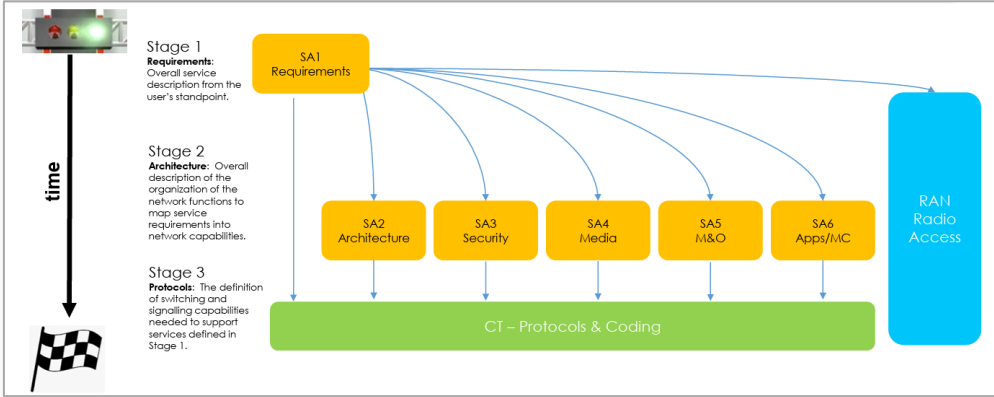 Stage 1
Requirements:
Overall service
description from the
user's standpoint.
SA1
Requirements
time
Stage 2
Architecture: Overall
description of the
organization of the
network functions to
map service
requirements into
network capabilities.
SA2
Architecture
SA3
Security
SA4
Media
SA5
M&O
SA6
Apps/MC
RAN
Radio
Access
Stage 3
Protocols: The definition
of switching and
signalling capabilities
needed to support
services defined in
Stage 1.
CT – Protocols & Coding